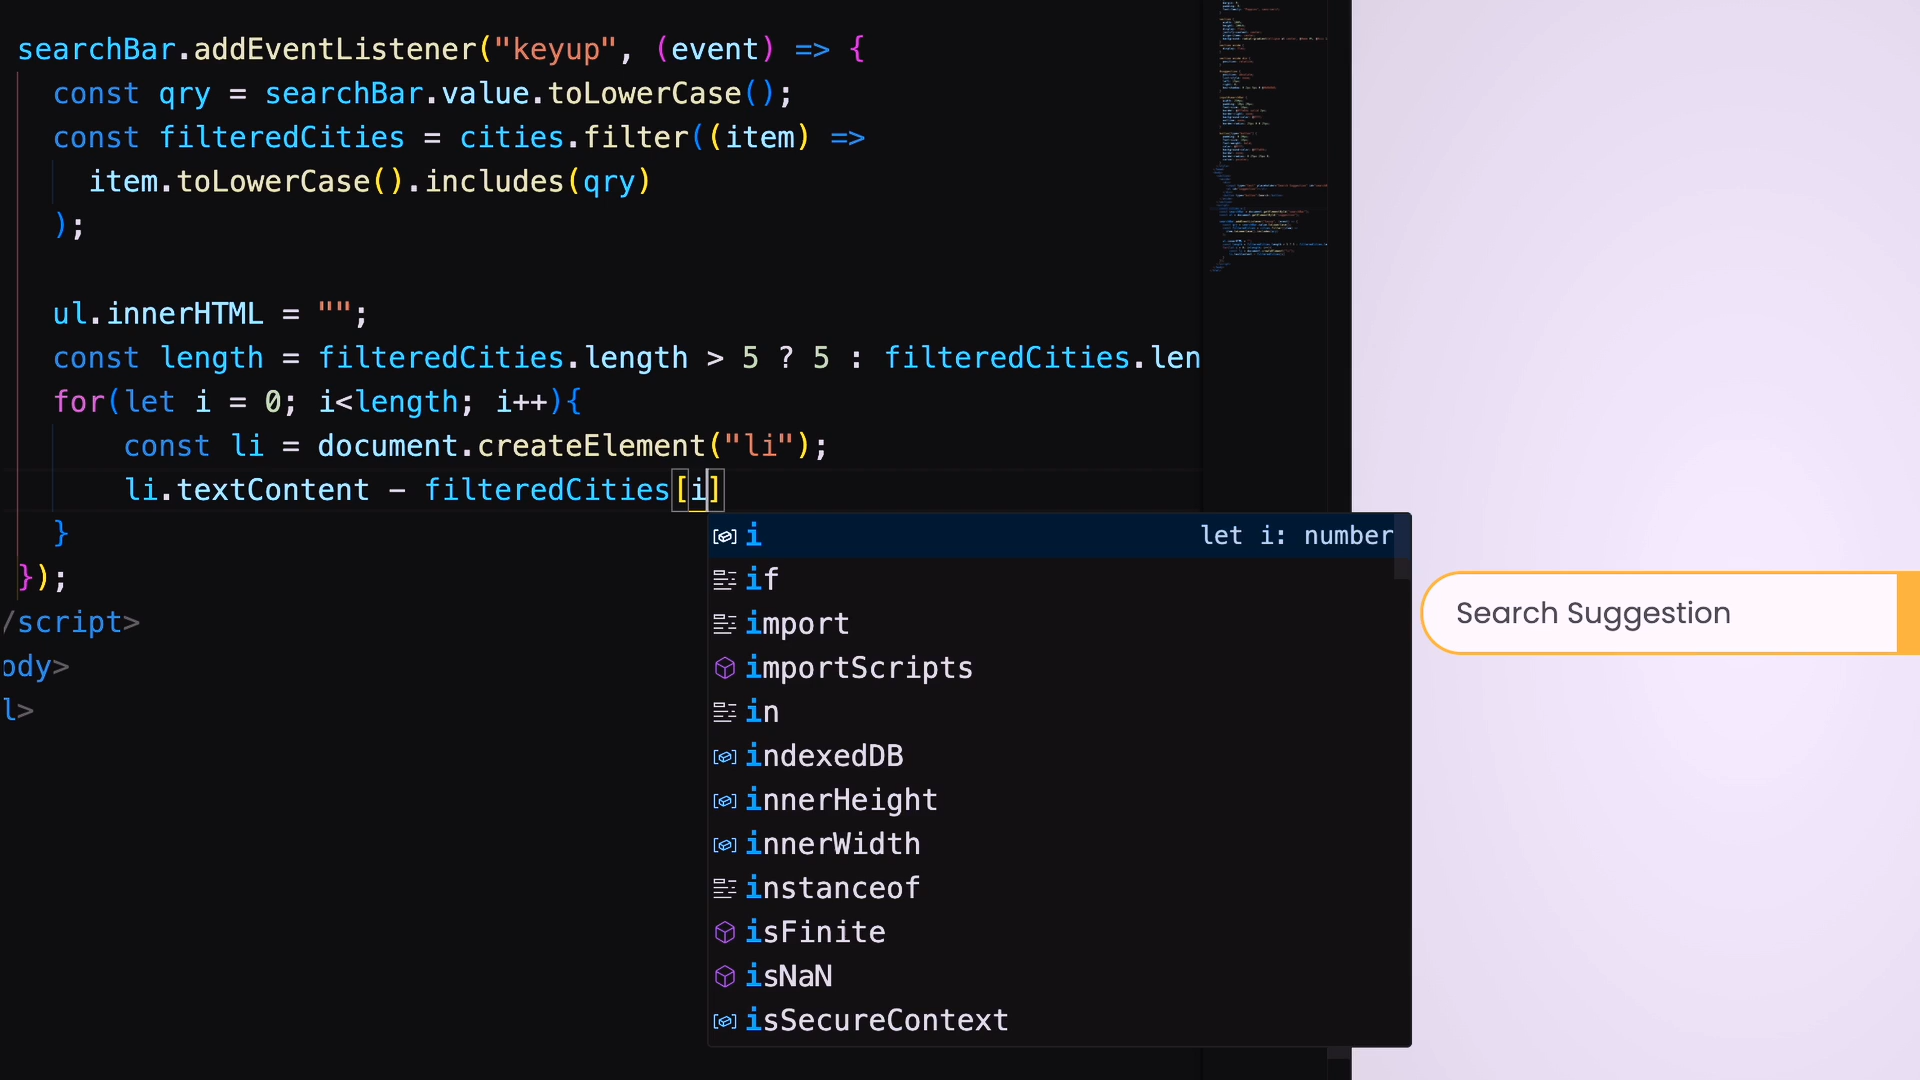 searchBar.addEventListener("keyup", (event) => {
const qry = searchBar.value.toLowerCase();
const filteredCities = cities.filter((item) =>
item.toLowerCase().includes(qry)
);
ul.innerHTML = "";
const length = filteredCities.length > 5 ? 5 : filteredCities.len
for(let i = 0; i<length; i++){
const li = document.createElement("li");
li.textContent - filteredCities[i]
}
});
/script>
ody>
l>
i let i: number
if
import
importScripts
in
indexedDB
innerHeight
innerWidth
instanceof
isFinite
isNaN
isSecureContext
Search Suggestion